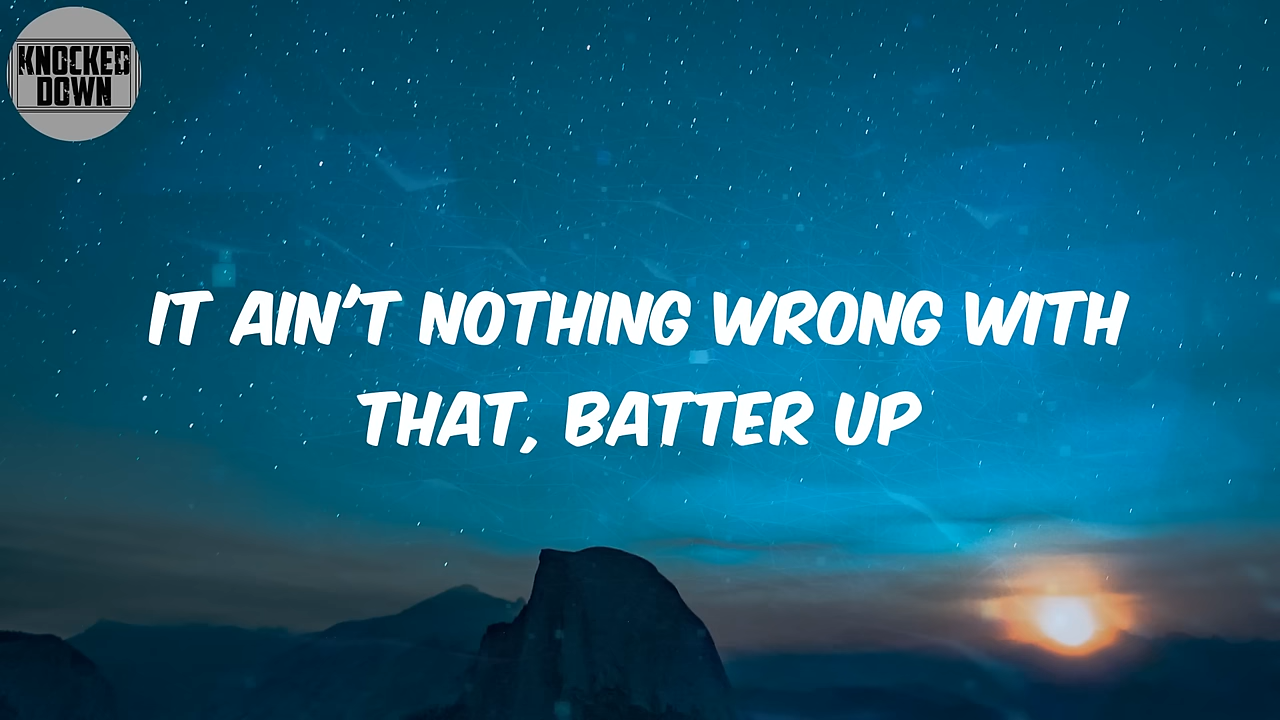 KNOCKED
DOWN
IT AIN'T NOTHING WRONG WITH
THAT, BATTER UP